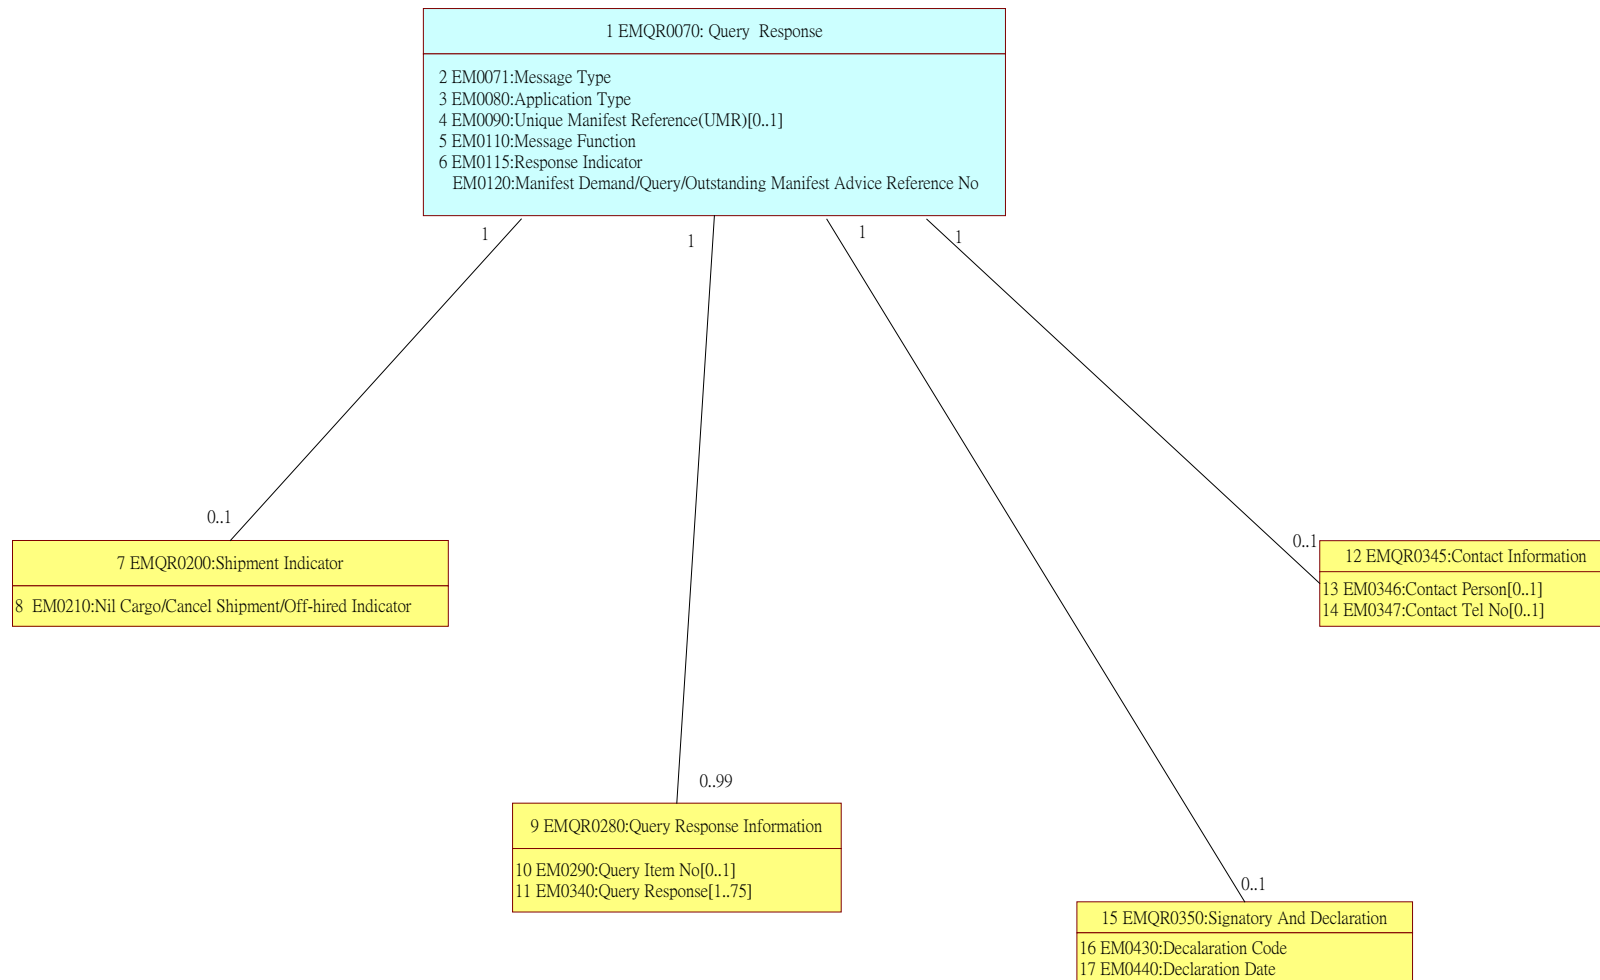 1 EMQR0070: Query  Response
2 EM0071:Message Type
3 EM0080:Application Type
4 EM0090:Unique Manifest Reference(UMR)[0..1]
5 EM0110:Message Function
6 EM0115:Response Indicator
EM0120:Manifest Demand/Query/Outstanding Manifest Advice Reference No
1
1
1
1
0..1
0..1
7 EMQR0200:Shipment Indicator
8  EM0210:Nil Cargo/Cancel Shipment/Off-hired Indicator
12 EMQR0345:Contact Information
13 EM0346:Contact Person[0..1]
14 EM0347:Contact Tel No[0..1]
0..99
9 EMQR0280:Query Response Information
10 EM0290:Query Item No[0..1]
11 EM0340:Query Response[1..75]
0..1
15 EMQR0350:Signatory And Declaration
16 EM0430:Decalaration Code
17 EM0440:Declaration Date